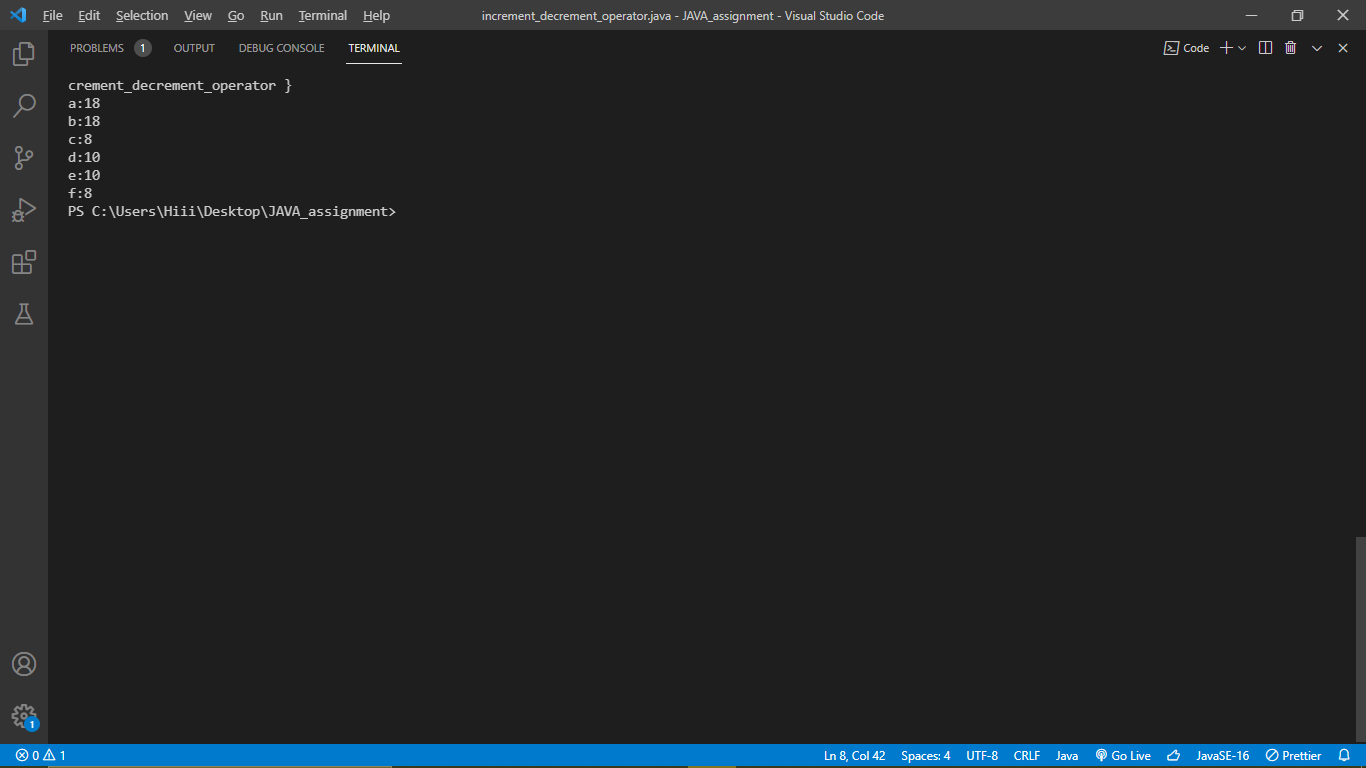 File Edit Selection View Go Run Terminal Help increment_decrement_operator.java - JAVA_assignment - Visual Studio Code
PROBLEMS 1 OUTPUT DEBUG CONSOLE TERMINAL Code
crement_decrement_operator }
a:18
b:18
c:8
d:10
e:10
f:8
PS C:\Users\Hiii\Desktop\JAVA_assignment>
1
0 1 Ln 8, Col 42 Spaces: 4 UTF-8 CRLF Java Go Live JavaSE-16 Prettier